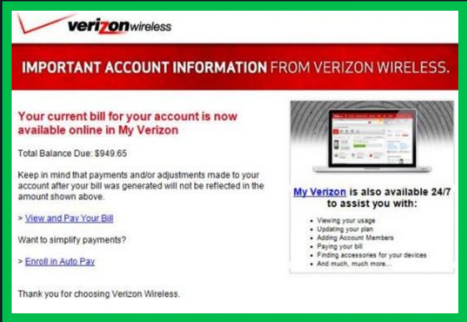 verizonwireless
IMPORTANT ACCOUNT INFORMATION FROM VERIZON WIRELESS.
Your current bill for your account is now
available online in My Verizon
Total Balance Due: $949.65
Keep in mind that payments and/or adjustments made to your
account after your bill was generated will not be reflected in the
amount shown above.
> View and Pay Your Bill
Want to simplify payments?
> Enroll in Auto Pay
Thank you for choosing Verizon Wireless.
My Verizon is also available 24/7
to assist you with:
• Viewing your usage
• Updating your plan
• Adding Account Members
• Paying your bill
• Finding accessories for your devices
• And much, much more...